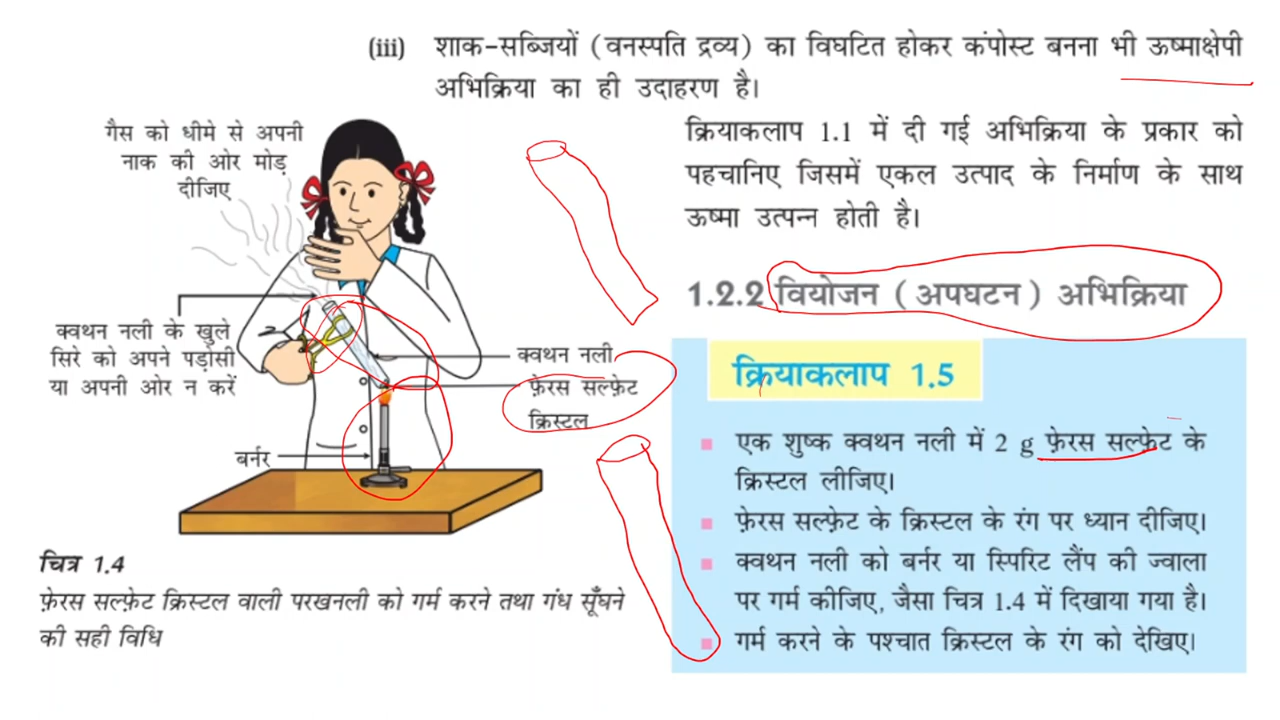 (iii) शाक-सब्जियों (वनस्पति द्रव्य) का विघटित होकर कंपोस्ट बनना भी ऊष्माक्षेपी
अभिक्रिया का ही उदाहरण है।
क्रियाकलाप 1.1 में दी गई अभिक्रिया के प्रकार को
पहचानिए जिसमें एकल उत्पाद के निर्माण के साथ
ऊष्मा उत्पन्न होती है।
गैस को धीमे से अपनी
नाक की ओर मोड़
दीजिए
क्वथन नली के खुले
सिरे को अपने पड़ोसी
या अपनी ओर न करें
क्वथन नली
फ़ेरस सल्फ़ेट
क्रिस्टल
बर्नर
चित्र 1.4
फ़ेरस सल्फ़ेट क्रिस्टल वाली परखनली को गर्म करने तथा गंध सूँघने
की सही विधि
1.2.2 वियोजन (अपघटन) अभिक्रिया
क्रियाकलाप 1.5
एक शुष्क क्वथन नली में 2 g फ़ेरस सल्फ़ेट के
क्रिस्टल लीजिए।
फ़ेरस सल्फ़ेट के क्रिस्टल के रंग पर ध्यान दीजिए।
क्वथन नली को बर्नर या स्पिरिट लैंप की ज्वाला
पर गर्म कीजिए, जैसा चित्र 1.4 में दिखाया गया है।
गर्म करने के पश्चात क्रिस्टल के रंग को देखिए।